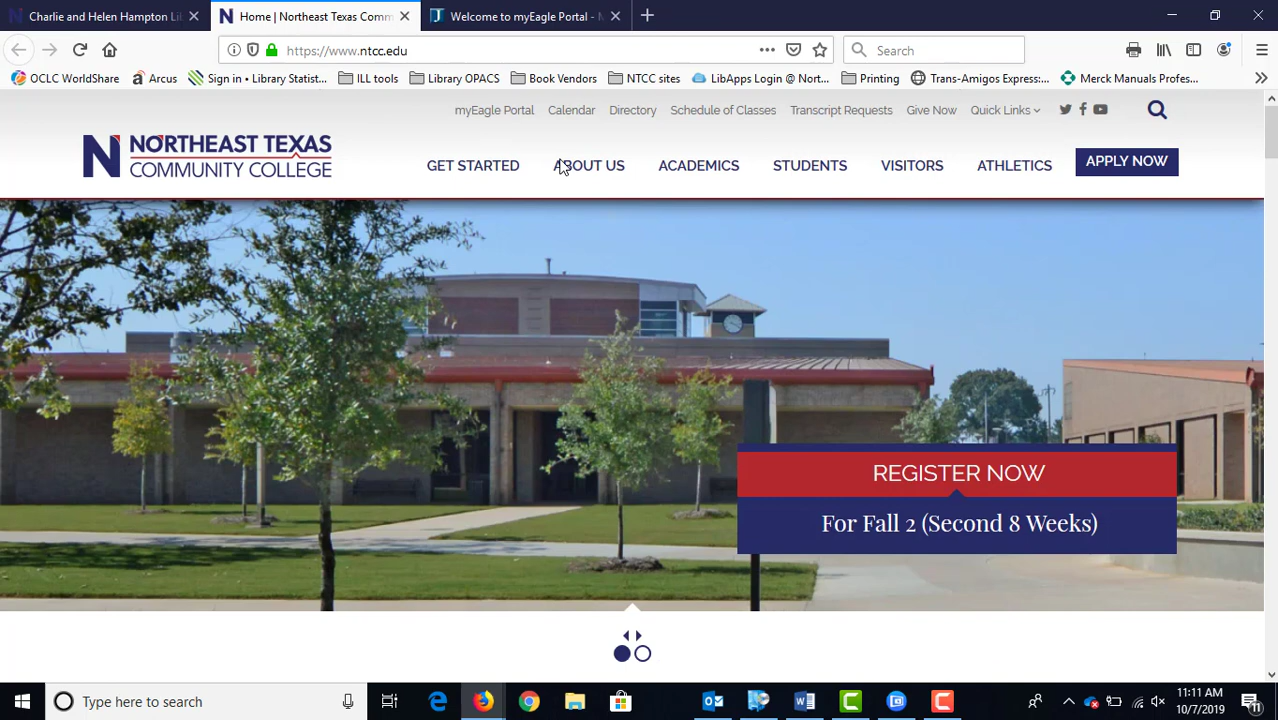 Charlie and Helen Hampton Li
Home | Northeast Texas Comm
Welcome to myEagle Portal - M
https://www.ntcc.edu
Search
OCLC WorldShare
Arcus
Sign in • Library Statist...
ILL tools
Library OPACS
Book Vendors
NTCC sites
LibApps Login @ Nort...
Printing
Trans-Amigos Express:...
Merck Manuals Profes...
myEagle Portal
Calendar
Directory
Schedule of Classes
Transcript Requests
Give Now
Quick Links
N NORTHEAST TEXAS
COMMUNITY COLLEGE
GET STARTED
ABOUT US
ACADEMICS
STUDENTS
VISITORS
ATHLETICS
APPLY NOW
REGISTER NOW
For Fall 2 (Second 8 Weeks)
Type here to search
11:11 AM
10/7/2019